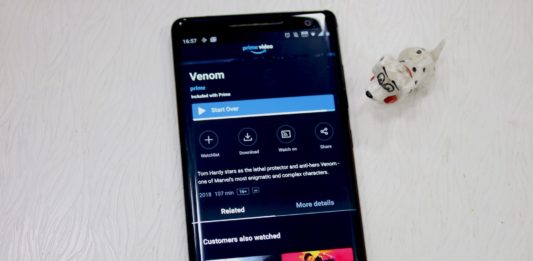 16:57
prime video
Venom
prime
Included with Prime
Start Over
Watchlist
Download
Watch on
Share
Tom Hardy stars as the lethal protector and anti-hero Venom -
one of Marvel's most enigmatic and complex characters.
2018 107 min 16+
Related
More details
Customers also watched